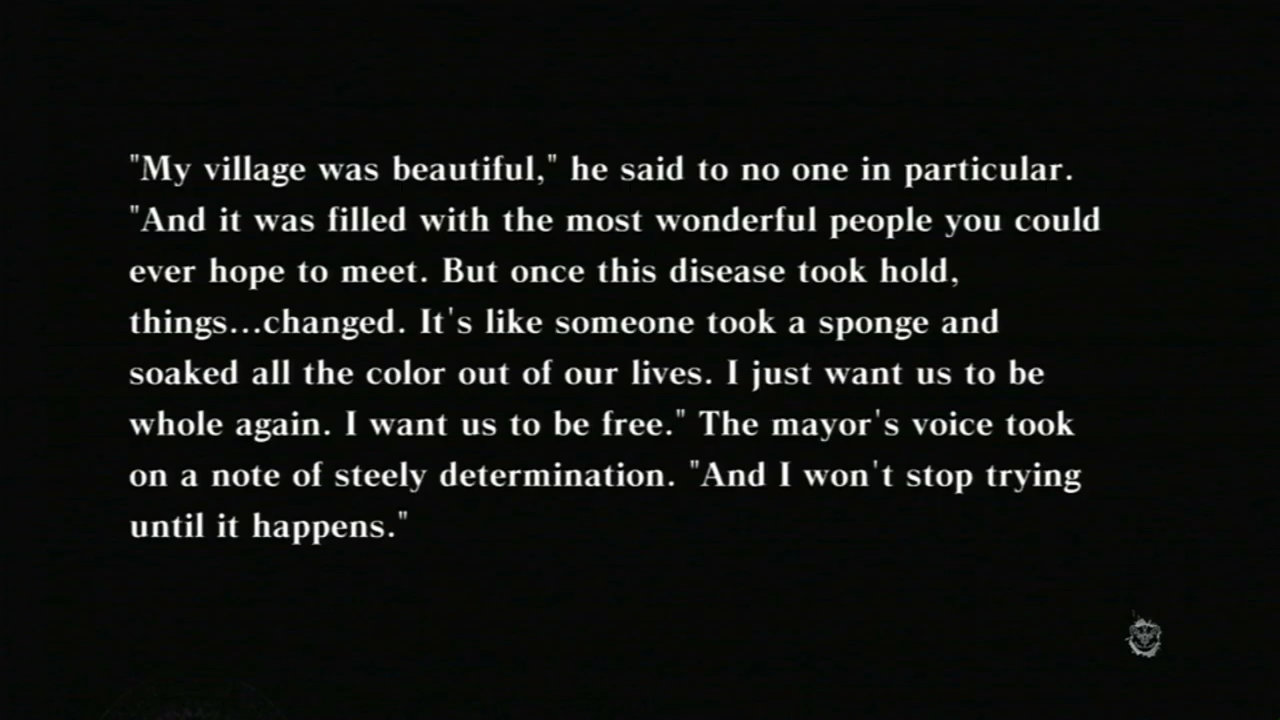 "My village was beautiful," he said to no one in particular.
"And it was filled with the most wonderful people you could
ever hope to meet. But once this disease took hold,
things...changed. It's like someone took a sponge and
soaked all the color out of our lives. I just want us to be
whole again. I want us to be free." The mayor's voice took
on a note of steely determination. "And I won't stop trying
until it happens."